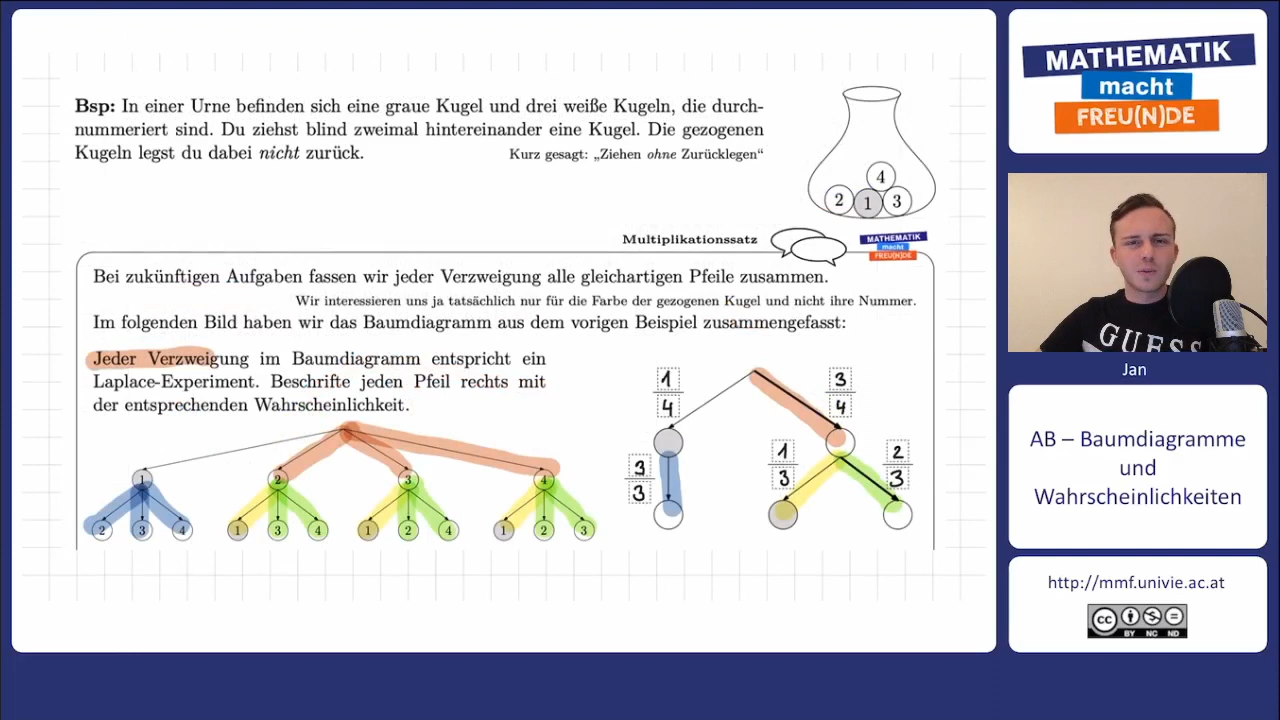 Bsp: In einer Urne befinden sich eine graue Kugel und drei weiße Kugeln, die durch-
nummeriert sind. Du ziehst blind zweimal hintereinander eine Kugel. Die gezogenen
Kugeln legst du dabei nicht zurück.
Kurz gesagt: „Ziehen ohne Zurücklegen“
4
2 1 3
Multiplikationssatz
MATHEMATIK
macht
FREU(N)DE
Bei zukünftigen Aufgaben fassen wir jeder Verzweigung alle gleichartigen Pfeile zusammen.
Wir interessieren uns ja tatsächlich nur für die Farbe der gezogenen Kugel und nicht ihre Nummer.
Im folgenden Bild haben wir das Baumdiagramm aus dem vorigen Beispiel zusammengefasst:
Jeder Verzweigung im Baumdiagramm entspricht ein
Laplace-Experiment. Beschrifte jeden Pfeil rechts mit
der entsprechenden Wahrscheinlichkeit.
1 2 3 4
2 3 4 1 3 4 1 2 4 1 2 3
1 3
4 4
1 2
3 3
3
3
MATHEMATIK
macht
FREU(N)DE
GUESS
Jan
AB – Baumdiagramme
und
Wahrscheinlichkeiten
http://mmf.univie.ac.at
cc
BY NC ND